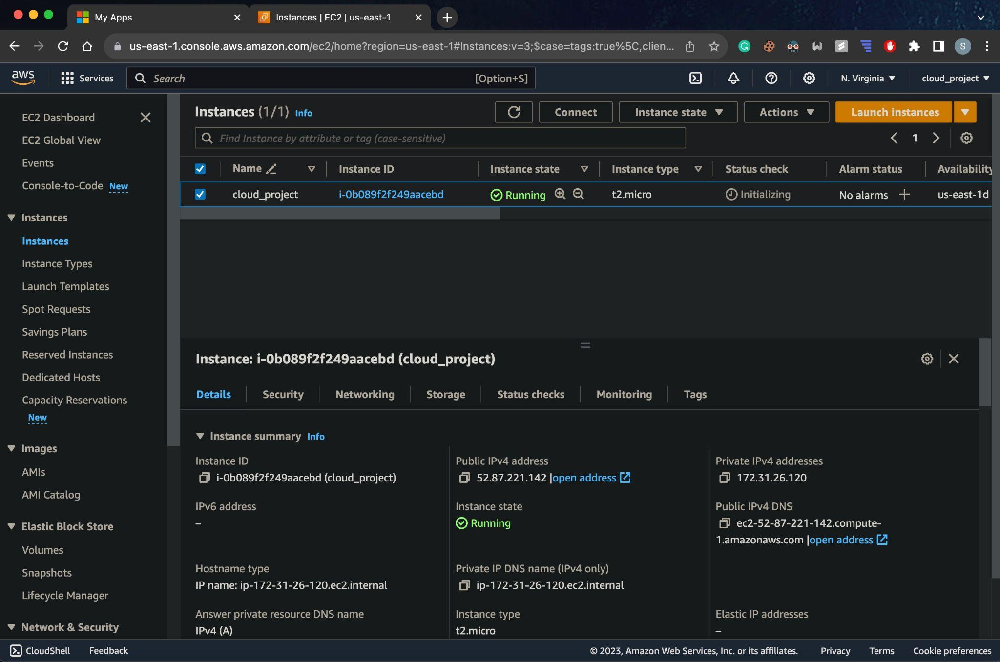 My Apps
Instances | EC2 | us-east-1
us-east-1.console.aws.amazon.com/ec2/home?region=us-east-1#Instances:v=3;$case=tags:true%5C,clien...
G
S
aws
Services
Search
[Option+S]
N. Virginia
cloud_project
EC2 Dashboard
EC2 Global View
Events
Console-to-Code New
Instances
Instances
Instance Types
Launch Templates
Spot Requests
Savings Plans
Reserved Instances
Dedicated Hosts
Capacity Reservations
New
Images
AMIs
AMI Catalog
Elastic Block Store
Volumes
Snapshots
Lifecycle Manager
Network & Security
Instances (1/1) Info
Connect
Instance state
Actions
Launch instances
Find Instance by attribute or tag (case-sensitive)
1
Name
Instance ID
Instance state
Instance type
Status check
Alarm status
Availability
cloud_project
i-0b089f2f249aacebd
Running
t2.micro
Initializing
No alarms
us-east-1d
Instance: i-0b089f2f249aacebd (cloud_project)
Details
Security
Networking
Storage
Status checks
Monitoring
Tags
Instance summary Info
Instance ID
i-0b089f2f249aacebd (cloud_project)
Public IPv4 address
52.87.221.142 |open address
Private IPv4 addresses
172.31.26.120
IPv6 address
–
Instance state
Running
Public IPv4 DNS
ec2-52-87-221-142.compute-
1.amazonaws.com |open address
Hostname type
IP name: ip-172-31-26-120.ec2.internal
Private IP DNS name (IPv4 only)
ip-172-31-26-120.ec2.internal
Answer private resource DNS name
IPv4 (A)
Instance type
t2.micro
Elastic IP addresses
–
CloudShell
Feedback
© 2023, Amazon Web Services, Inc. or its affiliates.
Privacy
Terms
Cookie preferences